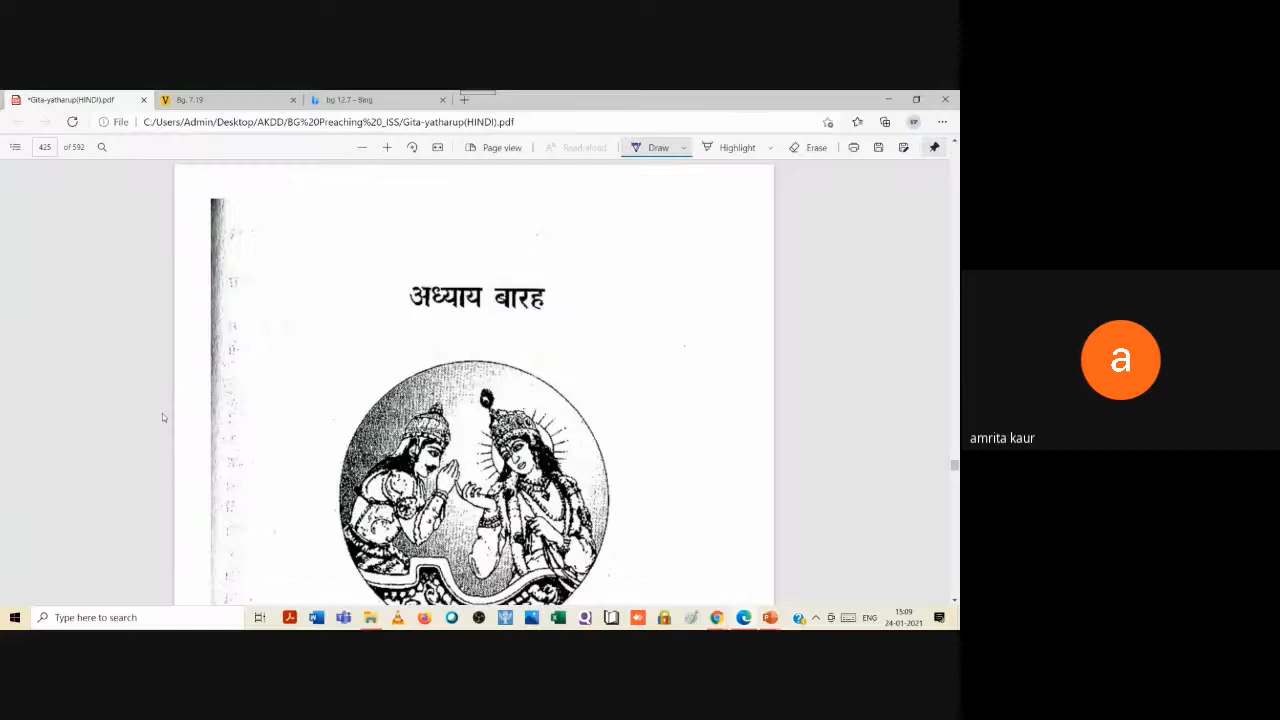 *Gita-yatharup(HINDI).pdf
Bg. 7.19
bg 12.7 - Bing
File
C:/Users/Admin/Desktop/AKDD/BG%20Preaching%20_ISS/Gita-yatharup(HINDI).pdf
425 of 592
Page view
Read aloud
Draw
Highlight
Erase
अध्याय बारह
a
amrita kaur
Type here to search
ENG
15:09
24-01-2021